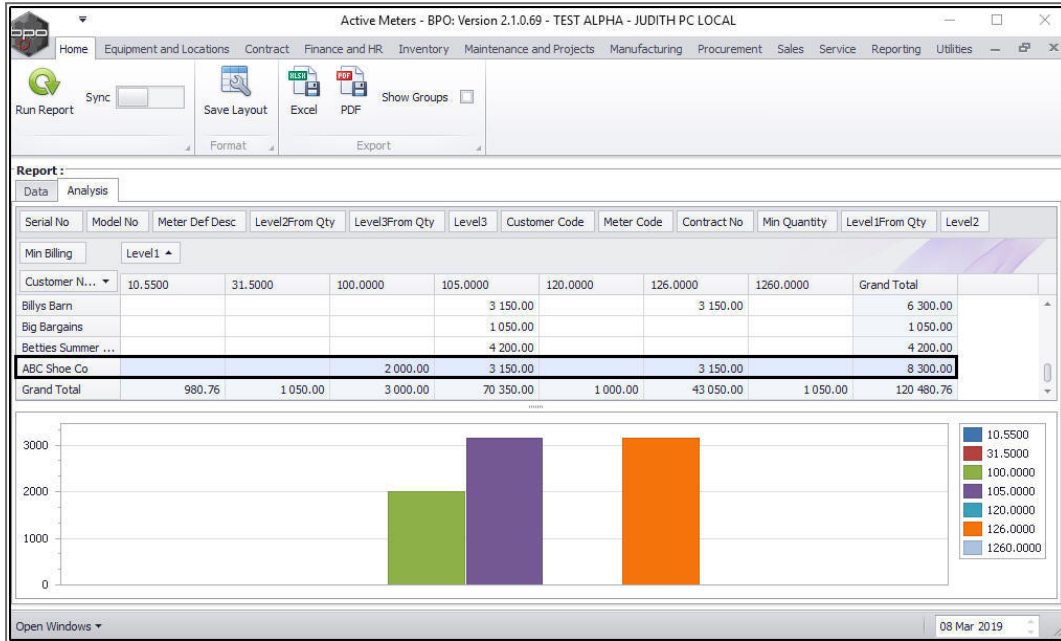 Active Meters - BPO: Version 2.1.0.69 - TEST ALPHA - JUDITH PC LOCAL
bpo
Home Equipment and Locations Contract Finance and HR Inventory Maintenance and Projects Manufacturing Procurement Sales Service Reporting Utilities
Run Report Sync Save Layout XLSX Excel PDF PDF Show Groups
Format Export
Report :
Data Analysis
Serial No Model No Meter Def Desc Level2From Qty Level3From Qty Level3 Customer Code Meter Code Contract No Min Quantity Level1From Qty Level2
Min Billing Level1
Customer N... 10.5500 31.5000 100.0000 105.0000 120.0000 126.0000 1260.0000 Grand Total
Billys Barn 3 150.00 3 150.00 6 300.00
Big Bargains 1 050.00 1 050.00
Betties Summer ... 4 200.00 4 200.00
ABC Shoe Co 2 000.00 3 150.00 3 150.00 8 300.00
Grand Total 980.76 1 050.00 3 000.00 70 350.00 1 000.00 43 050.00 1 050.00 120 480.76
3000
2000
1000
0
10.5500
31.5000
100.0000
105.0000
120.0000
126.0000
1260.0000
Open Windows 08 Mar 2019